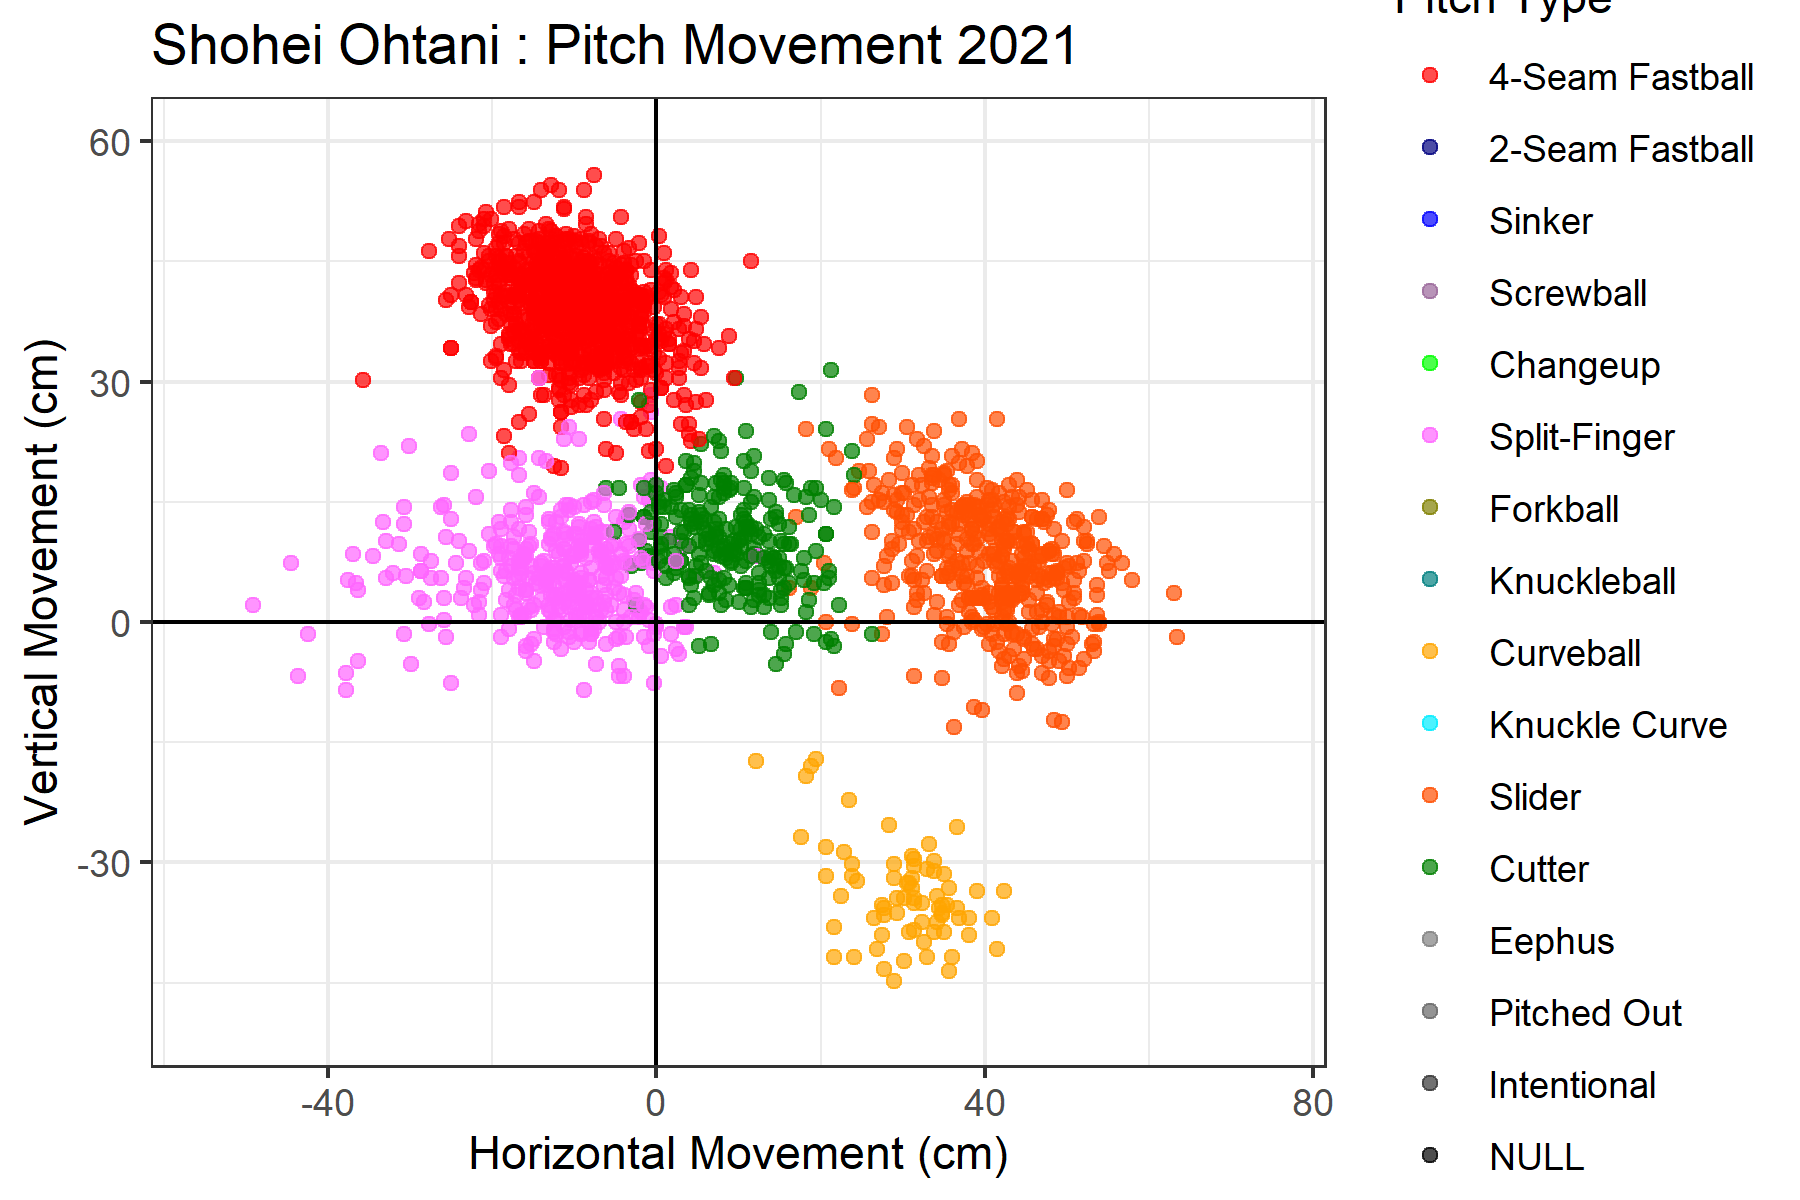 Shohei Ohtani : Pitch Movement 2021
Pitch Type
4-Seam Fastball
2-Seam Fastball
Sinker
Screwball
Changeup
Split-Finger
Forkball
Knuckleball
Curveball
Knuckle Curve
Slider
Cutter
Eephus
Pitched Out
Intentional
NULL
Vertical Movement (cm)
60
30
0
-30
-40
0
40
80
Horizontal Movement (cm)